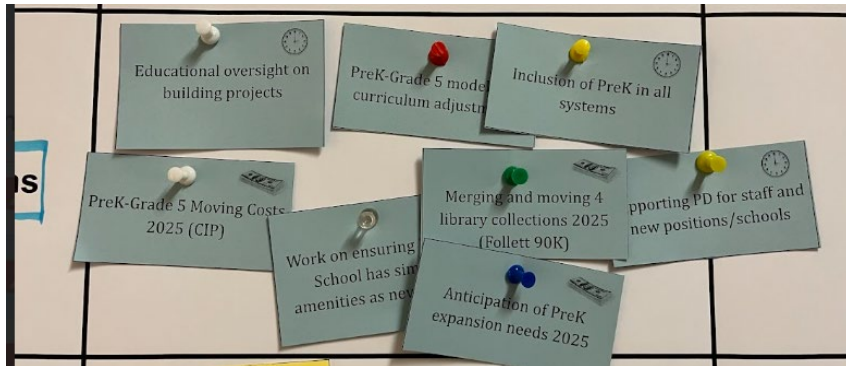 Educational oversight on
building projects
PreK-Grade 5 mode
curriculum adjustm
Inclusion of PreK in all
systems
ns
PreK-Grade 5 Moving Costs
2025 (CIP)
Work on ensuring
School has sim
amenities as new
Merging and moving 4
library collections 2025
(Follett 90K)
pporting PD for staff and
new positions/schools
Anticipation of PreK
expansion needs 2025